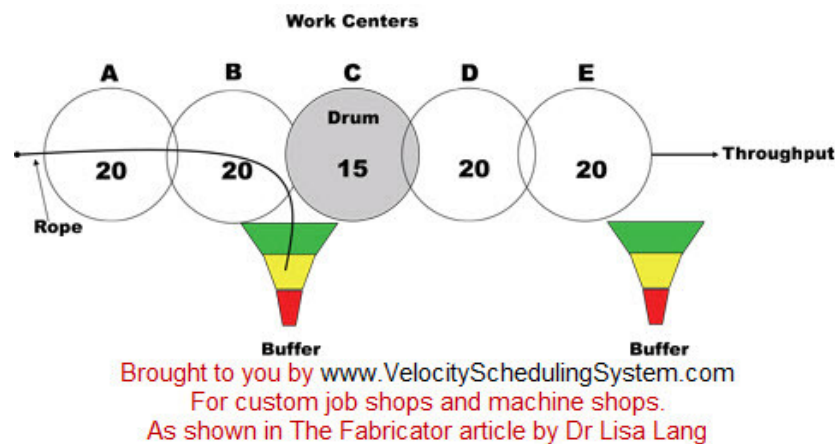 Work Centers
A B C D E
Drum
20 20 15 20 20
Throughput
Rope
Buffer Buffer
Brought to you by www.VelocitySchedulingSystem.com
For custom job shops and machine shops.
As shown in The Fabricator article by Dr Lisa Lang